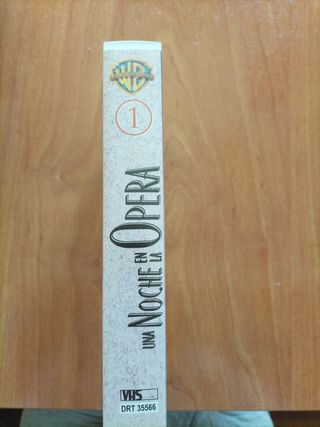 WB
1
UNA NOCHE EN LA OPERA
VHS
DRT 35566